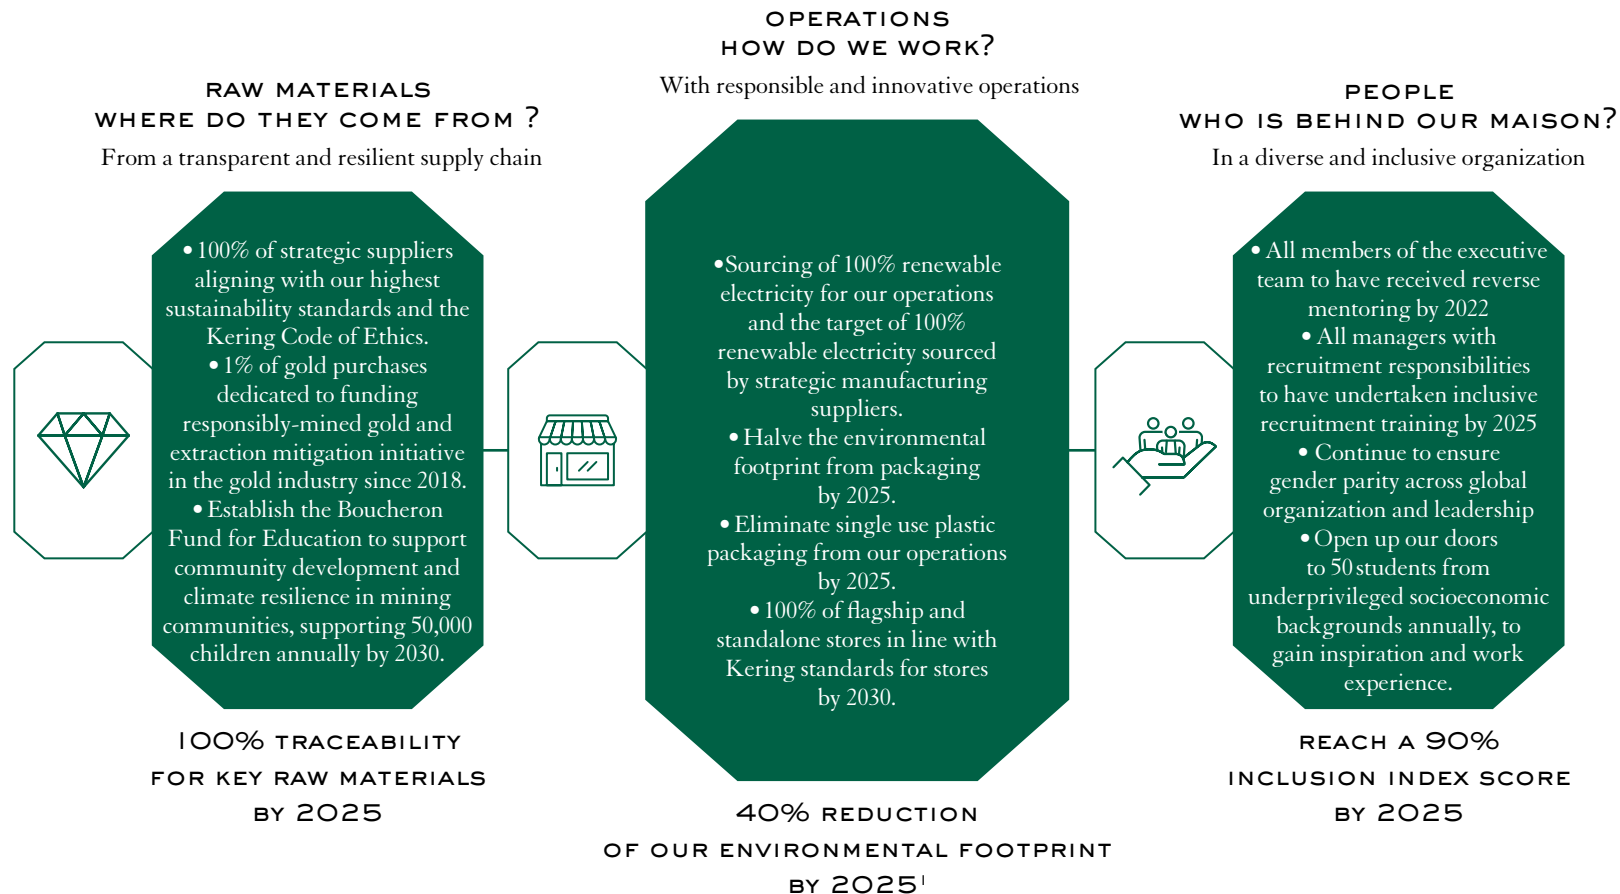 RAW MATERIALS
WHERE DO THEY COME FROM ?
From a transparent and resilient supply chain
• 100% of strategic suppliers
aligning with our highest
sustainability standards and the
Kering Code of Ethics.
• 1% of gold purchases
dedicated to funding
responsibly-mined gold and
extraction mitigation initiative
in the gold industry since 2018.
• Establish the Boucheron
Fund for Education to support
community development and
climate resilience in mining
communities, supporting 50,000
children annually by 2030.
100% TRACEABILITY
FOR KEY RAW MATERIALS
BY 2025
OPERATIONS
HOW DO WE WORK?
With responsible and innovative operations
•Sourcing of 100% renewable
electricity for our operations
and the target of 100%
renewable electricity sourced
by strategic manufacturing
suppliers.
• Halve the environmental
footprint from packaging
by 2025.
• Eliminate single use plastic
packaging from our operations
by 2025.
• 100% of flagship and
standalone stores in line with
Kering standards for stores
by 2030.
40% REDUCTION
OF OUR ENVIRONMENTAL FOOTPRINT
BY 2025¹
PEOPLE
WHO IS BEHIND OUR MAISON?
In a diverse and inclusive organization
• All members of the executive
team to have received reverse
mentoring by 2022
• All managers with
recruitment responsibilities
to have undertaken inclusive
recruitment training by 2025
• Continue to ensure
gender parity across global
organization and leadership
• Open up our doors
to 50 students from
underprivileged socioeconomic
backgrounds annually, to
gain inspiration and work
experience.
REACH A 90%
INCLUSION INDEX SCORE
BY 2025